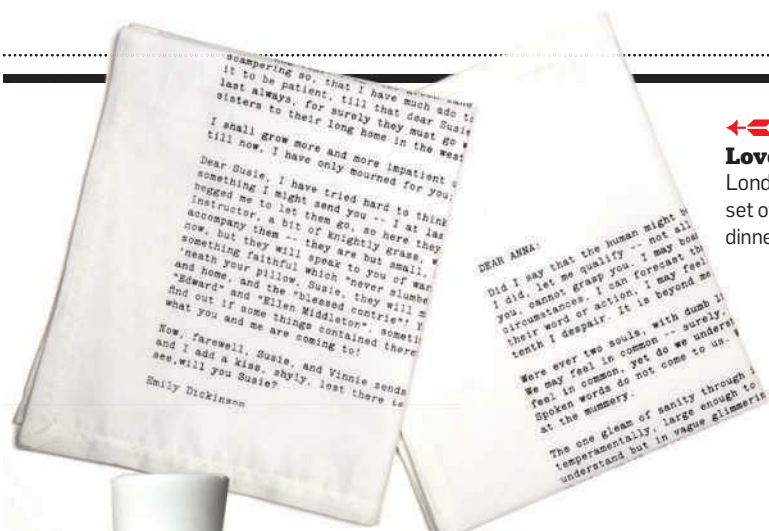 scampering so, that I have much ado to
it to be patient, till that dear Susie
last always, for surely they must go
sisters to their long home in the west
I shall grow more and more impatient
till now, I have only mourned for you;
Dear Susie, I have tried hard to think
something I might send you -- I at las
begged me to let them go, so here they
Instructor, a bit of knightly grass,
accompany them -- they are but small,
now, but they will speak to you of wan
something faithful which "never slumbe
'neath your pillow, Susie, they will m
and home, and the "blessed contrie"!
"Edward" and "Ellen Middleton", someti
find out if some things contained there
what you and me are coming to!
Now, farewell, Susie, and Vinnie sends
and I add a kiss, shyly, lest there is
see,will you Susie?
Emily Dickinson
DEAR ANNA:
Did I say that the human might b
I did, let me qualify -- not all
you, cannot grasp you. I may boas
circumstances. I can forecast th
their word or action. I may feel
tenth I despair. It is beyond me
Were ever two souls, with dumb
We may feel in common -- surely,
feel in common, yet do we unders
Spoken words do not come to us.
at the mummery.
The one gleam of sanity through
temperamentally, large enough to
understand but in vague glimmerin
Love
Lond
set o
dinne